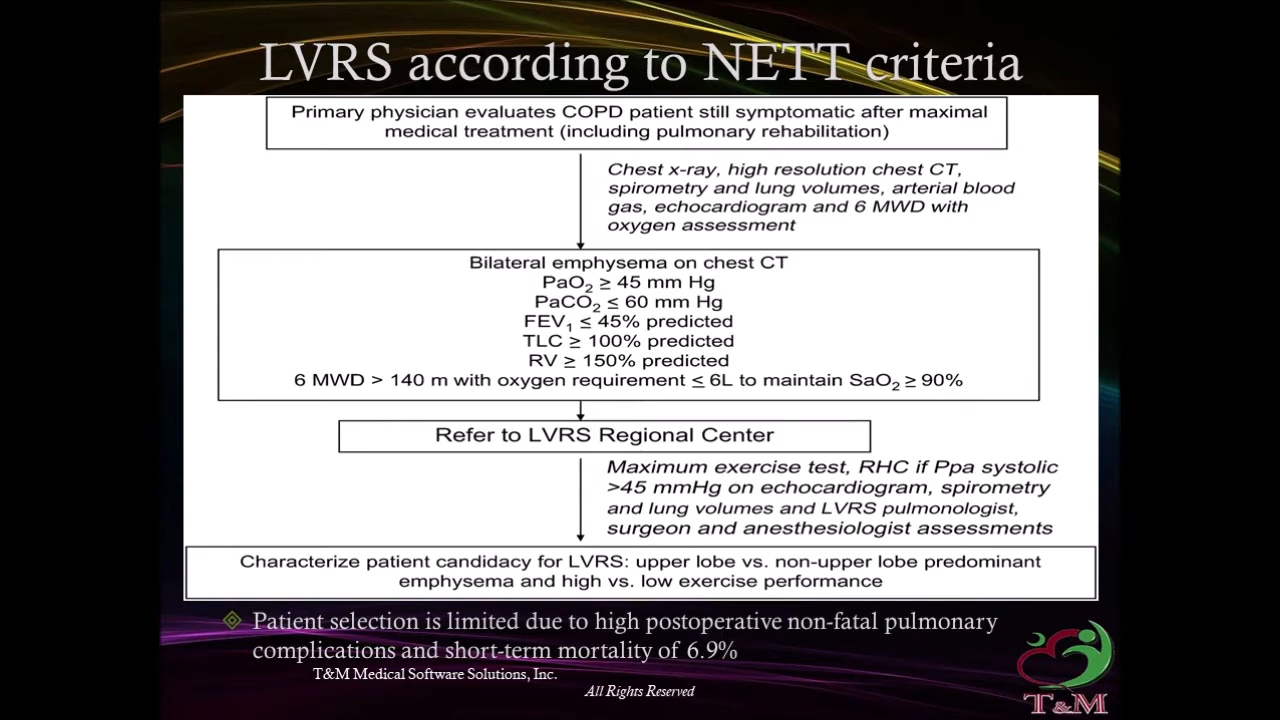 LVRS according to NETT criteria
Primary physician evaluates COPD patient still symptomatic after maximal
medical treatment (including pulmonary rehabilitation)
Chest x-ray, high resolution chest CT,
spirometry and lung volumes, arterial blood
gas, echocardiogram and 6 MWD with
oxygen assessment
Bilateral emphysema on chest CT
PaO₂ ≥ 45 mm Hg
PaCO₂ ≤ 60 mm Hg
FEV₁ ≤ 45% predicted
TLC ≥ 100% predicted
RV ≥ 150% predicted
6 MWD > 140 m with oxygen requirement ≤ 6L to maintain SaO₂ ≥ 90%
Refer to LVRS Regional Center
Maximum exercise test, RHC if Ppa systolic
>45 mmHg on echocardiogram, spirometry
and lung volumes and LVRS pulmonologist,
surgeon and anesthesiologist assessments
Characterize patient candidacy for LVRS: upper lobe vs. non-upper lobe predominant
emphysema and high vs. low exercise performance
Patient selection is limited due to high postoperative non-fatal pulmonary
complications and short-term mortality of 6.9%
T&M Medical Software Solutions, Inc.
All Rights Reserved
T&M